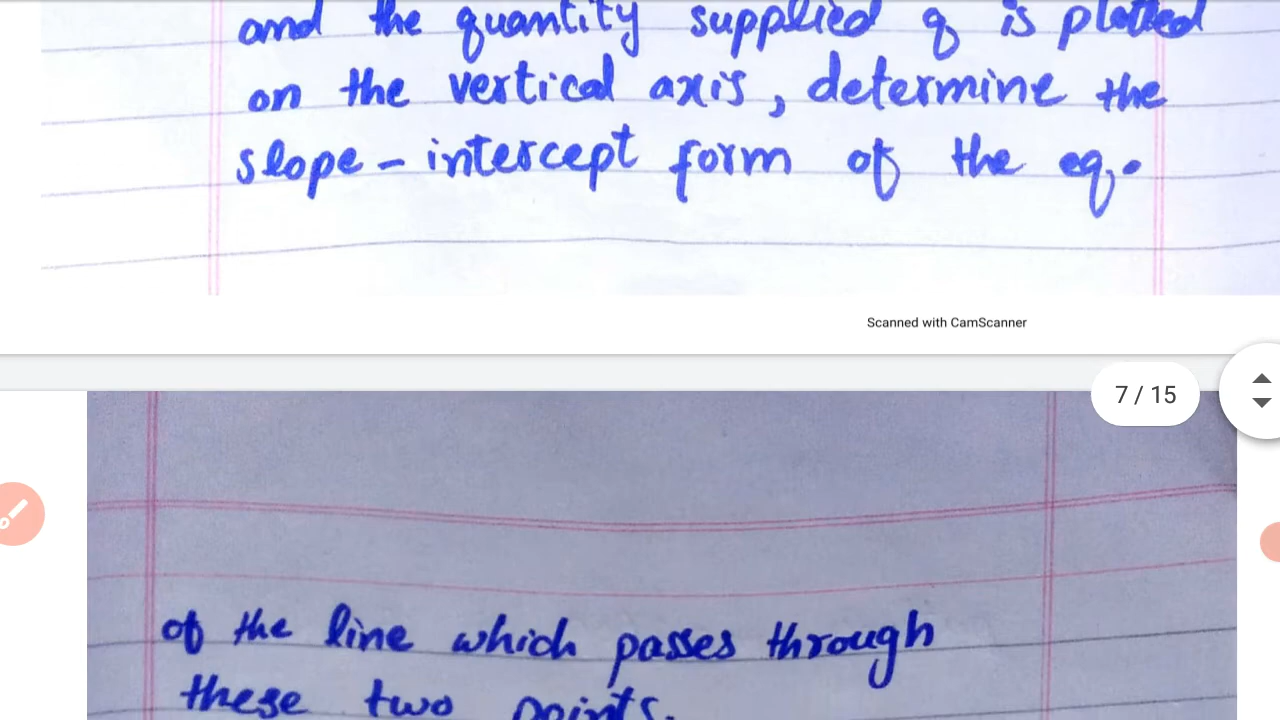 and the quantity supplied q is plotted
on the vertical axis, determine the
slope - intercept form of the eq.
Scanned with CamScanner
7 / 15
of the line which passes through
these two points.